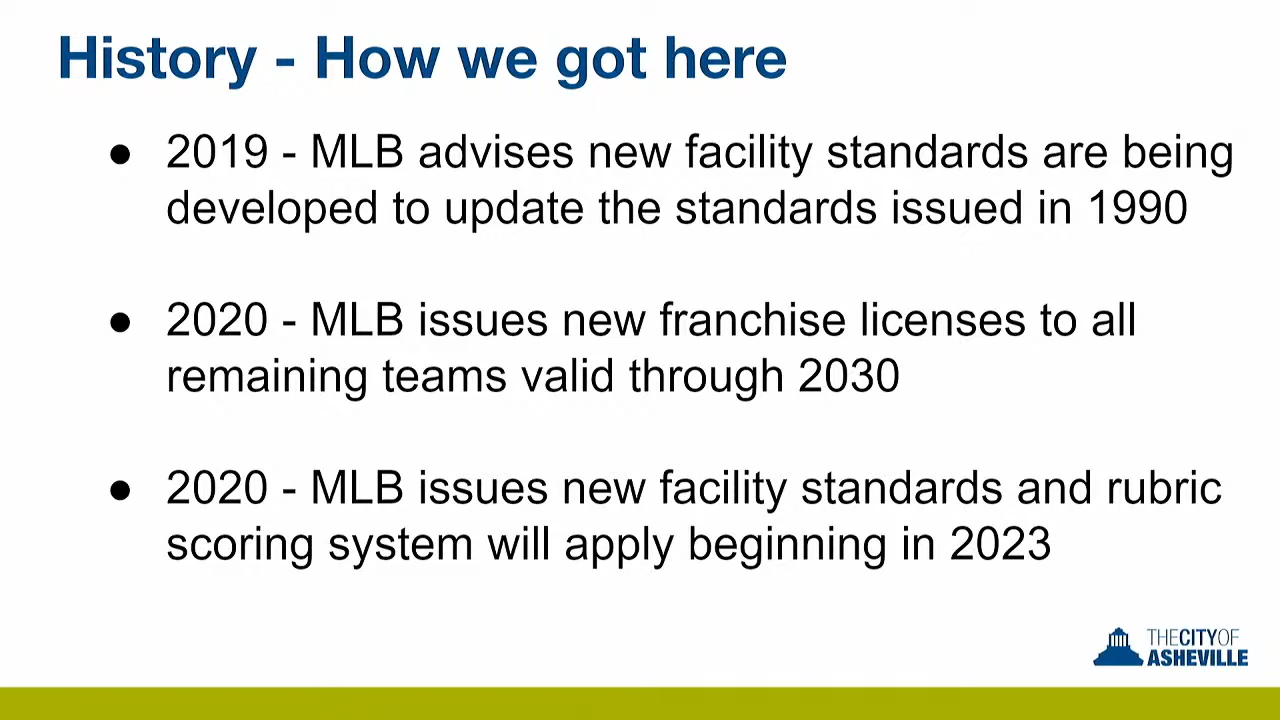 History - How we got here
● 2019 - MLB advises new facility standards are being
developed to update the standards issued in 1990
● 2020 - MLB issues new franchise licenses to all
remaining teams valid through 2030
● 2020 - MLB issues new facility standards and rubric
scoring system will apply beginning in 2023
THE CITY OF
ASHEVILLE